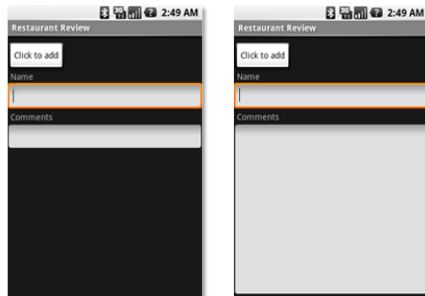 2:49 AM
Restaurant Review
Click to add
Name
Comments
2:49 AM
Restaurant Review
Click to add
Name
Comments